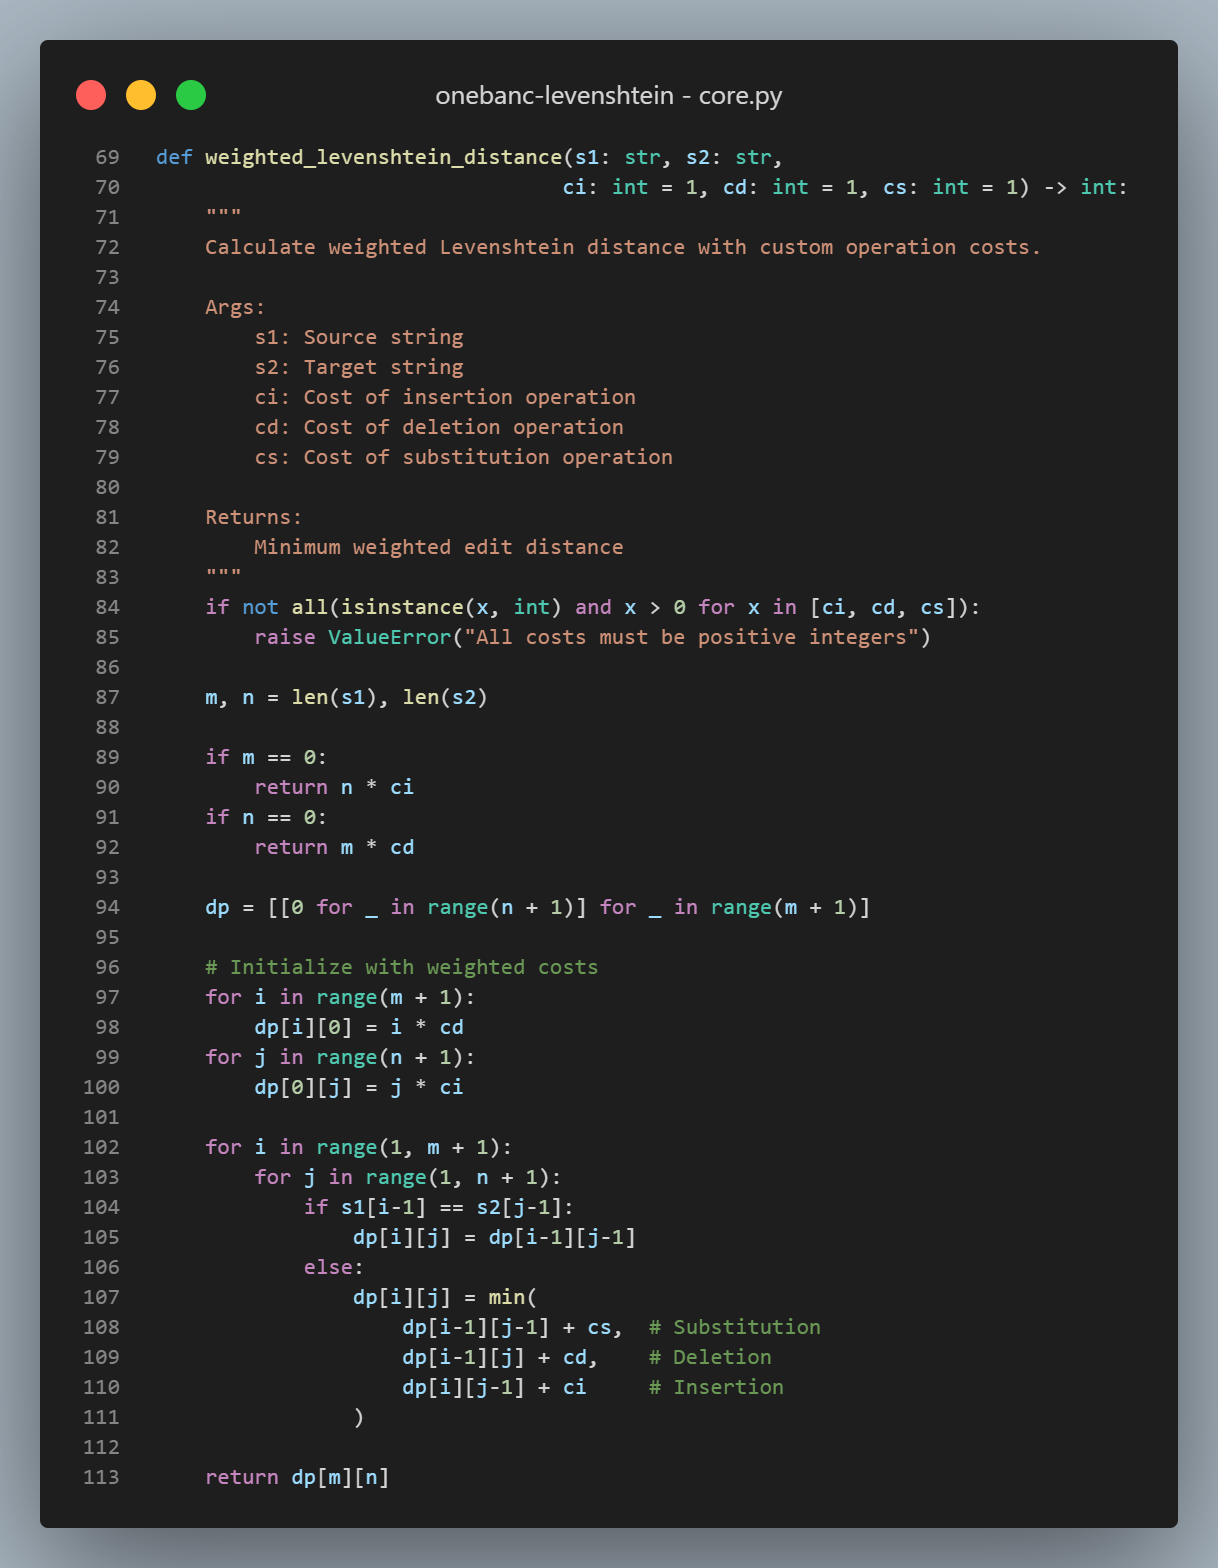 onebanc-levenshtein - core.py
69 def weighted_levenshtein_distance(s1: str, s2: str,
70                                  ci: int = 1, cd: int = 1, cs: int = 1) -> int:
71     """
72     Calculate weighted Levenshtein distance with custom operation costs.
73
74     Args:
75         s1: Source string
76         s2: Target string
77         ci: Cost of insertion operation
78         cd: Cost of deletion operation
79         cs: Cost of substitution operation
80
81     Returns:
82         Minimum weighted edit distance
83     """
84     if not all(isinstance(x, int) and x > 0 for x in [ci, cd, cs]):
85         raise ValueError("All costs must be positive integers")
86
87     m, n = len(s1), len(s2)
88
89     if m == 0:
90         return n * ci
91     if n == 0:
92         return m * cd
93
94     dp = [[0 for _ in range(n + 1)] for _ in range(m + 1)]
95
96     # Initialize with weighted costs
97     for i in range(m + 1):
98         dp[i][0] = i * cd
99     for j in range(n + 1):
100         dp[0][j] = j * ci
101
102     for i in range(1, m + 1):
103         for j in range(1, n + 1):
104             if s1[i-1] == s2[j-1]:
105                 dp[i][j] = dp[i-1][j-1]
106             else:
107                 dp[i][j] = min(
108                     dp[i-1][j-1] + cs,  # Substitution
109                     dp[i-1][j] + cd,    # Deletion
110                     dp[i][j-1] + ci     # Insertion
111                 )
112
113     return dp[m][n]